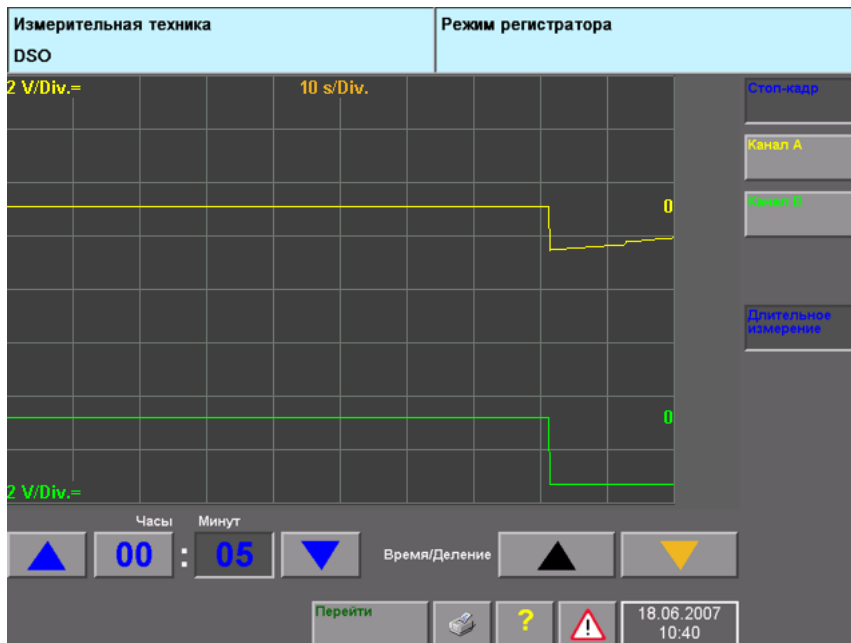 Измерительная техника
DSO
Режим регистратора
2 V/Div.=
10 s/Div.
0
0
2 V/Div.=
Стоп-кадр
Канал A
Канал B
Длительное
измерение
Часы Минут
00 : 05
Время/Деление
Перейти
?
!
18.06.2007
10:40